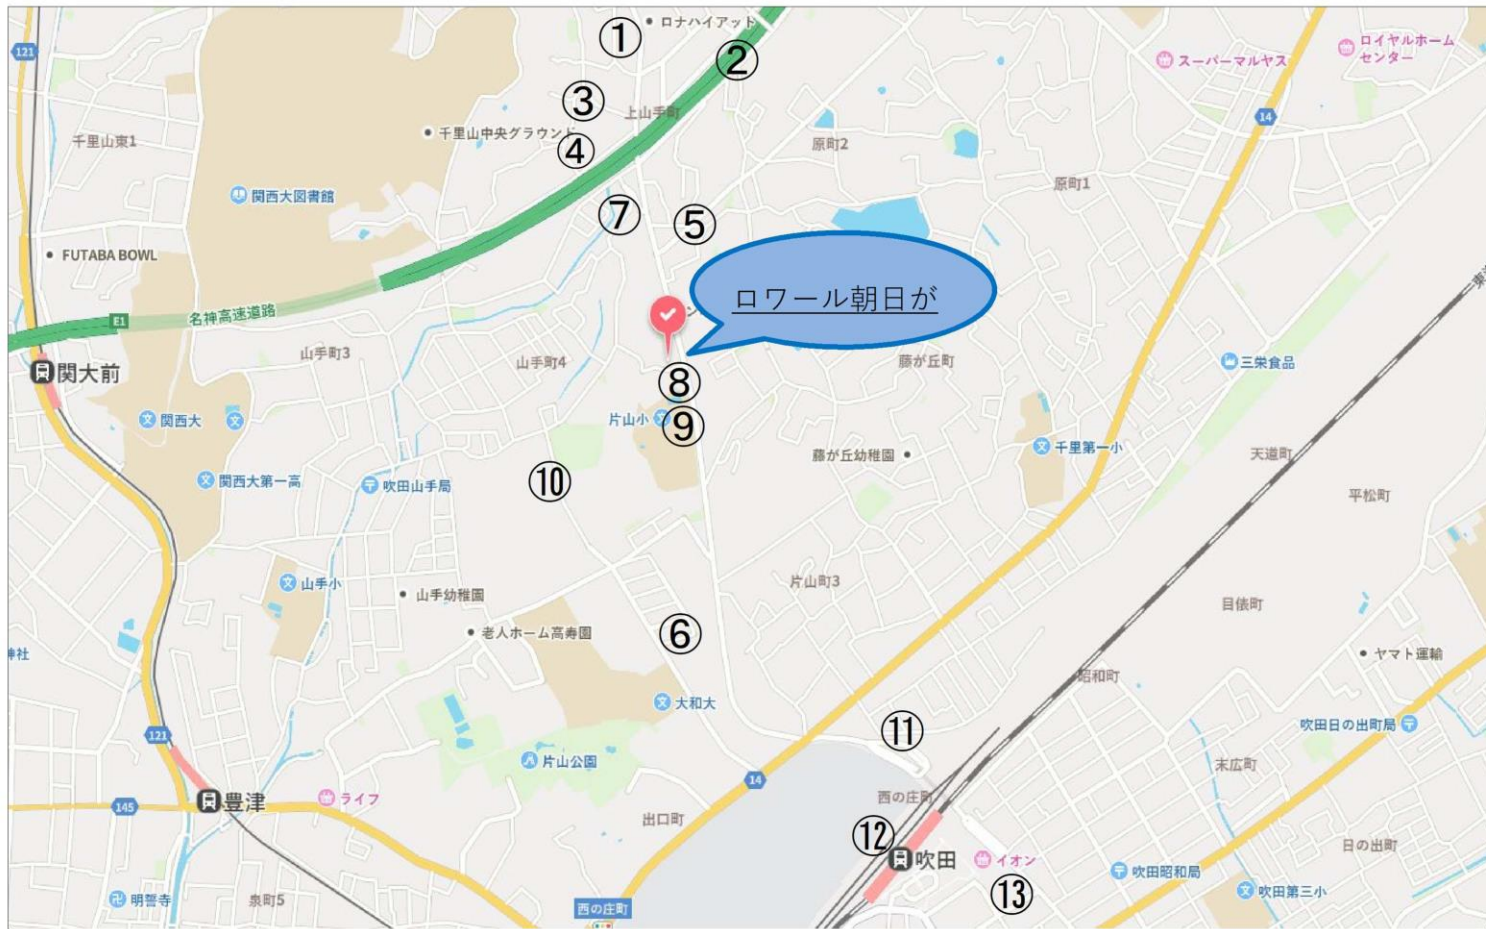 ①
ロナハイアット
②
スーパーマルヤス
ロイヤルホーム
センター
121
③
上山手町
14
千里山東1
千里山中央グラウンド
④
原町2
関西大図書館
原町1
⑦
⑤
FUTABA BOWL
ロワール朝日が
ン
名神高速道路
E1
山手町3
山手町4
藤が丘町
三栄食品
関大前
⑧
関西大
片山小
⑨
千里第一小
藤が丘幼稚園
天道町
関西大第一高
吹田山手局
⑩
平松町
山手小
山手幼稚園
片山町3
目俵町
老人ホーム高寿園
⑥
神社
ヤマト運輸
昭和町
大和大
吹田日の出町局
121
⑪
片山公園
末広町
14
145
豊津
ライフ
西の庄町
出口町
⑫
日の出町
吹田
イオン
吹田昭和局
⑬
吹田第三小
明誓寺
泉町5
西の庄町